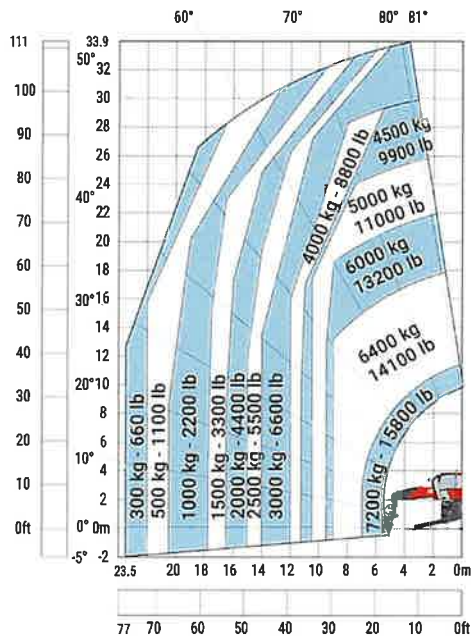 60° 70° 80° 81°
111 33.9
50°
32
100 30
90 28
26
80 24
40° 22
70
20
60 18
16
50 30° 14
40 12
30 20° 10
8
20 10° 6
4
10 2
0ft 0° 0m
-5° -2
4500 kg
9900 lb
4000 kg - 8800 lb
5000 kg
11000 lb
6000 kg
13200 lb
6400 kg
14100 lb
7200 kg - 15800 lb
300 kg - 660 lb
500 kg - 1100 lb
1000 kg - 2200 lb
1500 kg - 3300 lb
2000 kg - 4400 lb
2500 kg - 5500 lb
3000 kg - 6600 lb
23.5 20 18 16 14 12 10 8 6 4 2 0m
77 70 60 50 40 30 20 10 0ft